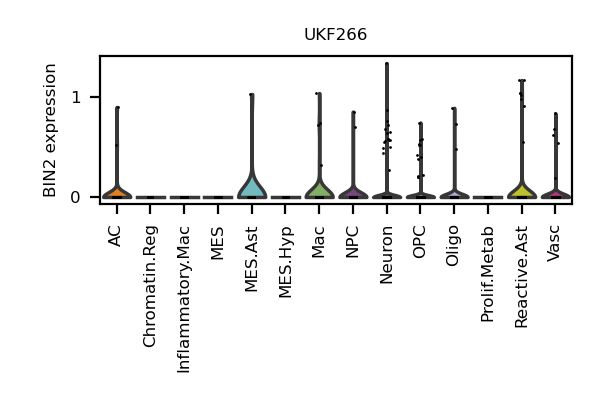 UKF266
BIN2 expression
1
0
AC
Chromatin.Reg
Inflammatory.Mac
MES
MES.Ast
MES.Hyp
Mac
NPC
Neuron
OPC
Oligo
Prolif.Metab
Reactive.Ast
Vasc